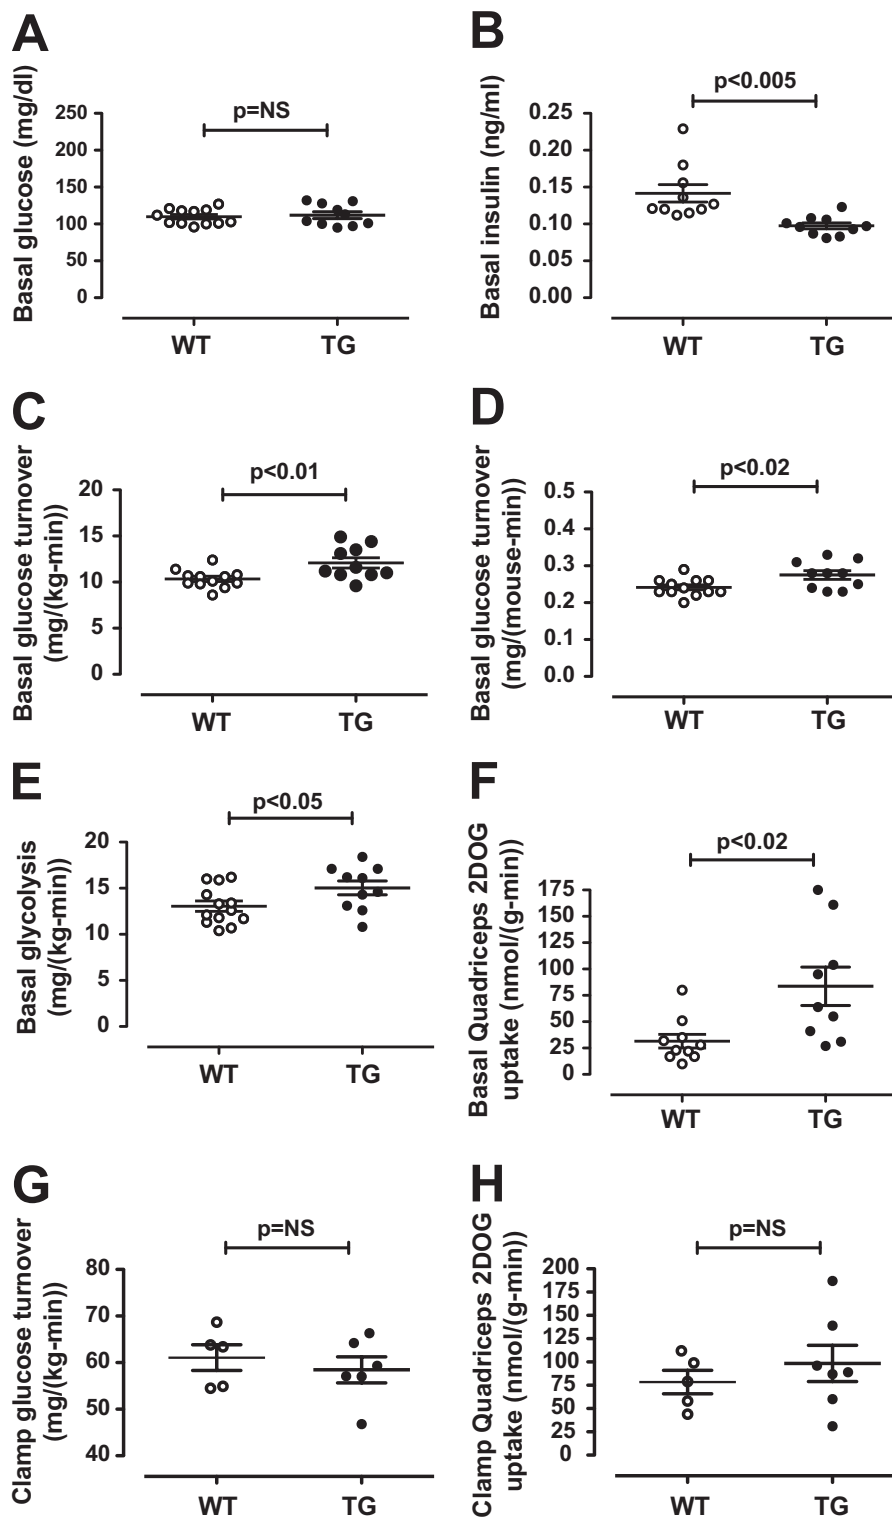 A
Basal glucose (mg/dl)
p=NS
250
200
150
100
50
0
WT
TG
B
Basal insulin (ng/ml)
p<0.005
0.25
0.20
0.15
0.10
0.05
0.00
WT
TG
C
Basal glucose turnover
(mg/(kg-min))
p<0.01
20
15
10
5
0
WT
TG
D
Basal glucose turnover
(mg/(mouse-min))
p<0.02
0.5
0.4
0.3
0.2
0.1
0.0
WT
TG
E
Basal glycolysis
(mg/(kg-min))
p<0.05
20
15
10
5
0
WT
TG
F
Basal Quadriceps 2DOG
uptake (nmol/(g-min))
p<0.02
175
150
125
100
75
50
25
0
WT
TG
G
Clamp glucose turnover
(mg/(kg-min))
p=NS
80
70
60
50
40
WT
TG
H
Clamp Quadriceps 2DOG
uptake (nmol/(g-min))
p=NS
200
175
150
125
100
75
50
25
0
WT
TG